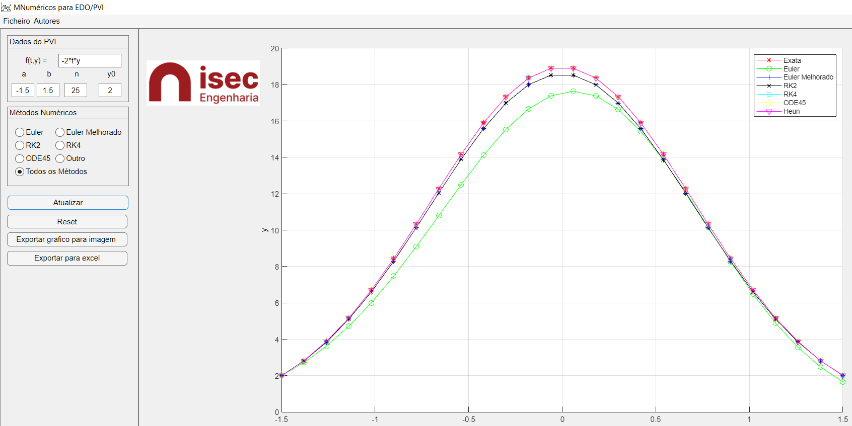 MNuméricos para EDO/PVI
Ficheiro Autores
Dados do PVI
f(t,y) = -2*t*y
a b n y0
-1.5 1.5 25 2
Métodos Numéricos
Euler Euler Melhorado
RK2 RK4
ODE45 Outro
Todos os Métodos
Atualizar
Reset
Exportar grafico para imagem
Exportar para excel
isec
Engenharia
20
18
16
14
12
10
8
6
4
2
0
y
-1.5 -1 -0.5 0 0.5 1 1.5
Exata
Euler
Euler Melhorado
RK2
RK4
ODE45
Heun